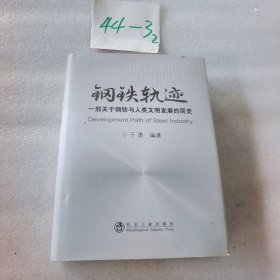 44-3₂
钢铁轨迹
一部关于钢铁与人类文明发展的简史
Development Path of Steel Industry
◇于勇 编著
冶金工业出版社
Metallurgical Industry Press